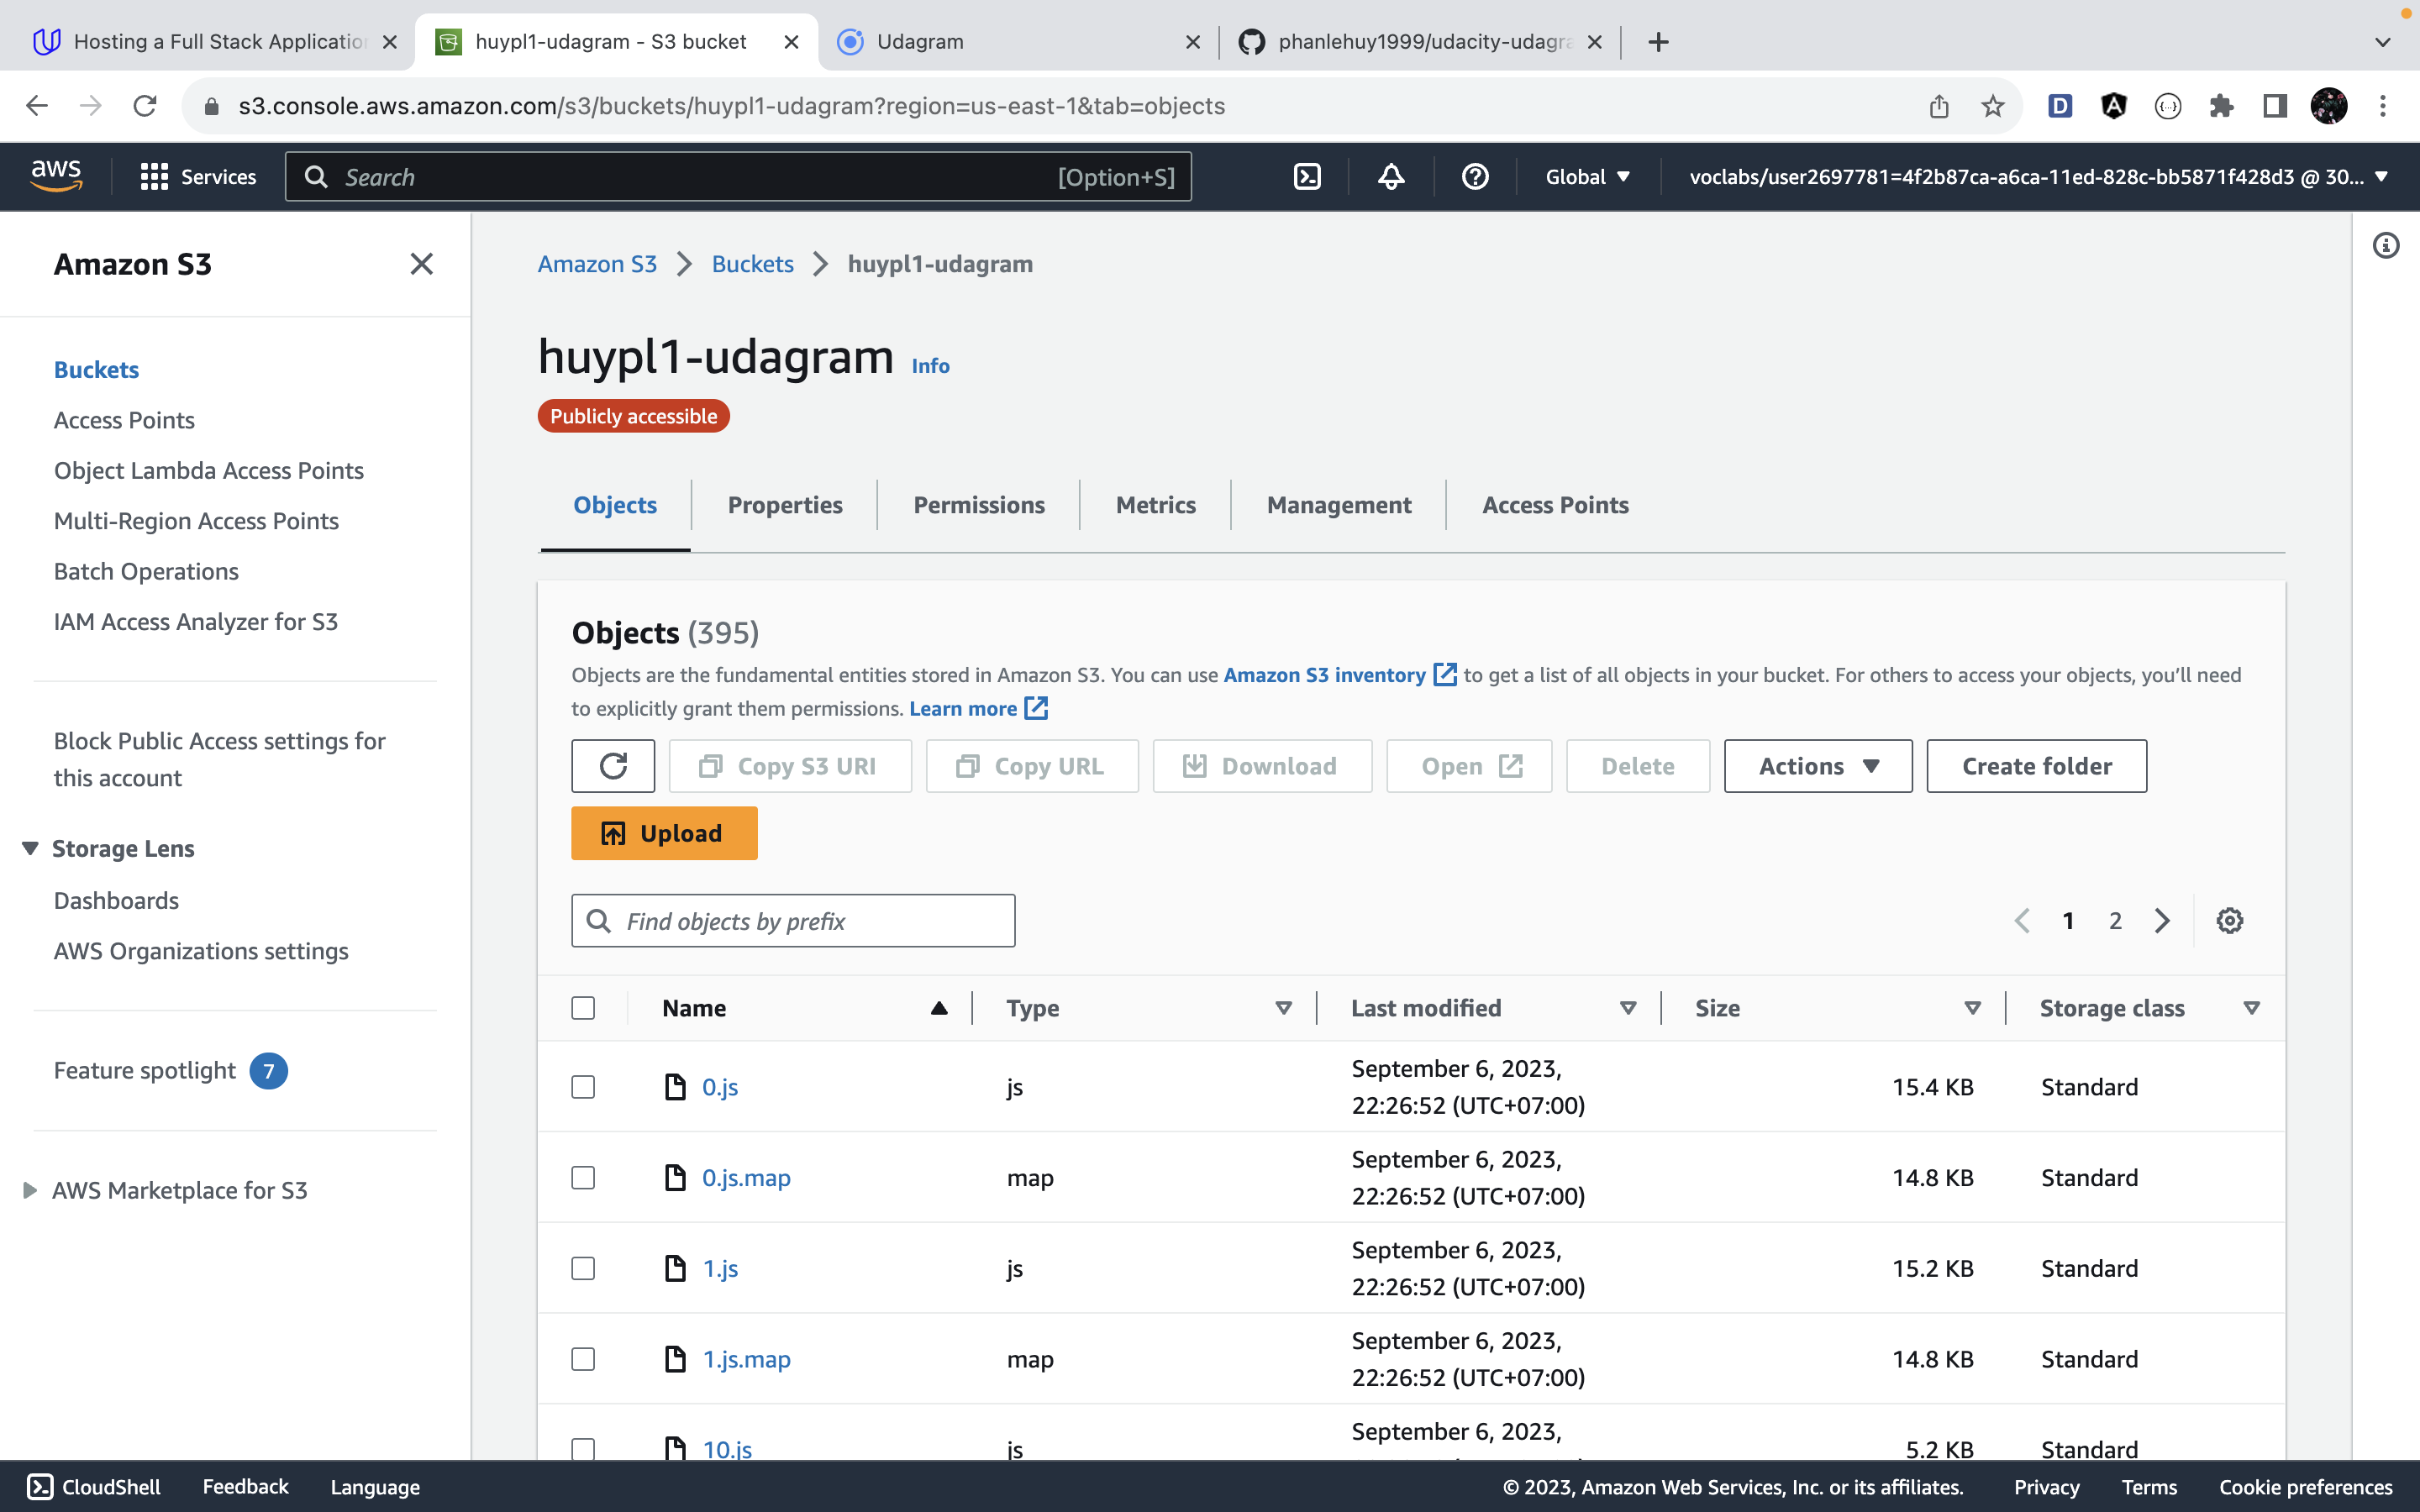 Hosting a Full Stack Application
huypl1-udagram - S3 bucket
Udagram
phanlehuy1999/udacity-udagra
s3.console.aws.amazon.com/s3/buckets/huypl1-udagram?region=us-east-1&tab=objects
aws
Services
Search
[Option+S]
Global
voclabs/user2697781=4f2b87ca-a6ca-11ed-828c-bb5871f428d3 @ 30...
Amazon S3
Buckets
Access Points
Object Lambda Access Points
Multi-Region Access Points
Batch Operations
IAM Access Analyzer for S3
Block Public Access settings for
this account
Storage Lens
Dashboards
AWS Organizations settings
Feature spotlight 7
AWS Marketplace for S3
Amazon S3 > Buckets > huypl1-udagram
huypl1-udagram Info
Publicly accessible
Objects Properties Permissions Metrics Management Access Points
Objects (395)
Objects are the fundamental entities stored in Amazon S3. You can use Amazon S3 inventory to get a list of all objects in your bucket. For others to access your objects, you’ll need
to explicitly grant them permissions. Learn more
Copy S3 URI Copy URL Download Open Delete Actions Create folder
Upload
Find objects by prefix
1 2
Name Type Last modified Size Storage class
0.js js September 6, 2023, 22:26:52 (UTC+07:00) 15.4 KB Standard
0.js.map map September 6, 2023, 22:26:52 (UTC+07:00) 14.8 KB Standard
1.js js September 6, 2023, 22:26:52 (UTC+07:00) 15.2 KB Standard
1.js.map map September 6, 2023, 22:26:52 (UTC+07:00) 14.8 KB Standard
10.js js September 6, 2023, 5.2 KB Standard
CloudShell Feedback Language
© 2023, Amazon Web Services, Inc. or its affiliates. Privacy Terms Cookie preferences